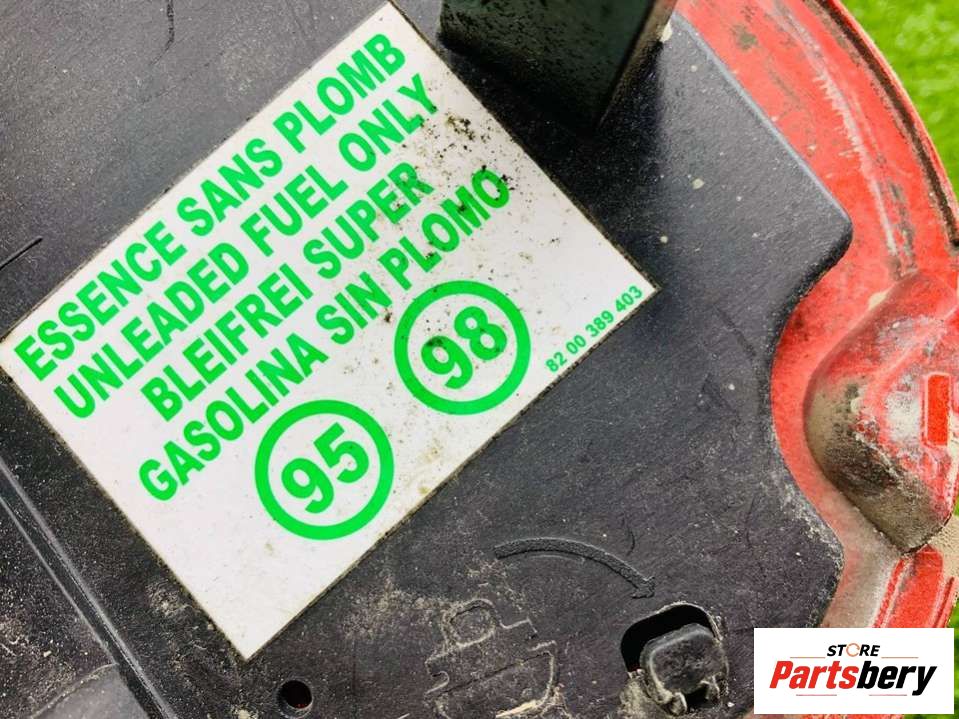 ESSENCE SANS PLOMB
UNLEADED FUEL ONLY
BLEIFREI SUPER
GASOLINA SIN PLOMO
95 98
82 00 389 403
STORE
Partsbery